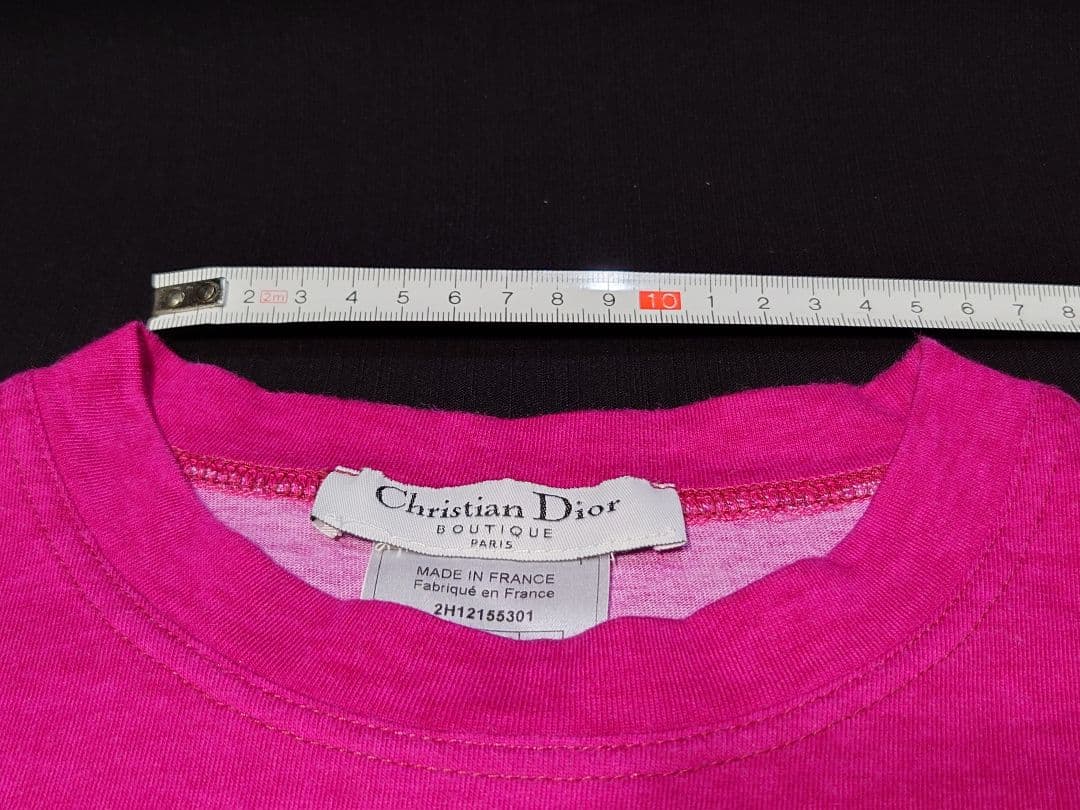 2 2m 3 4 5 6 7 8 9 10 1 2 3 4 5 6 7 8
Christian Dior
BOUTIQUE
PARIS
MADE IN FRANCE
Fabriqué en France
2H12155301